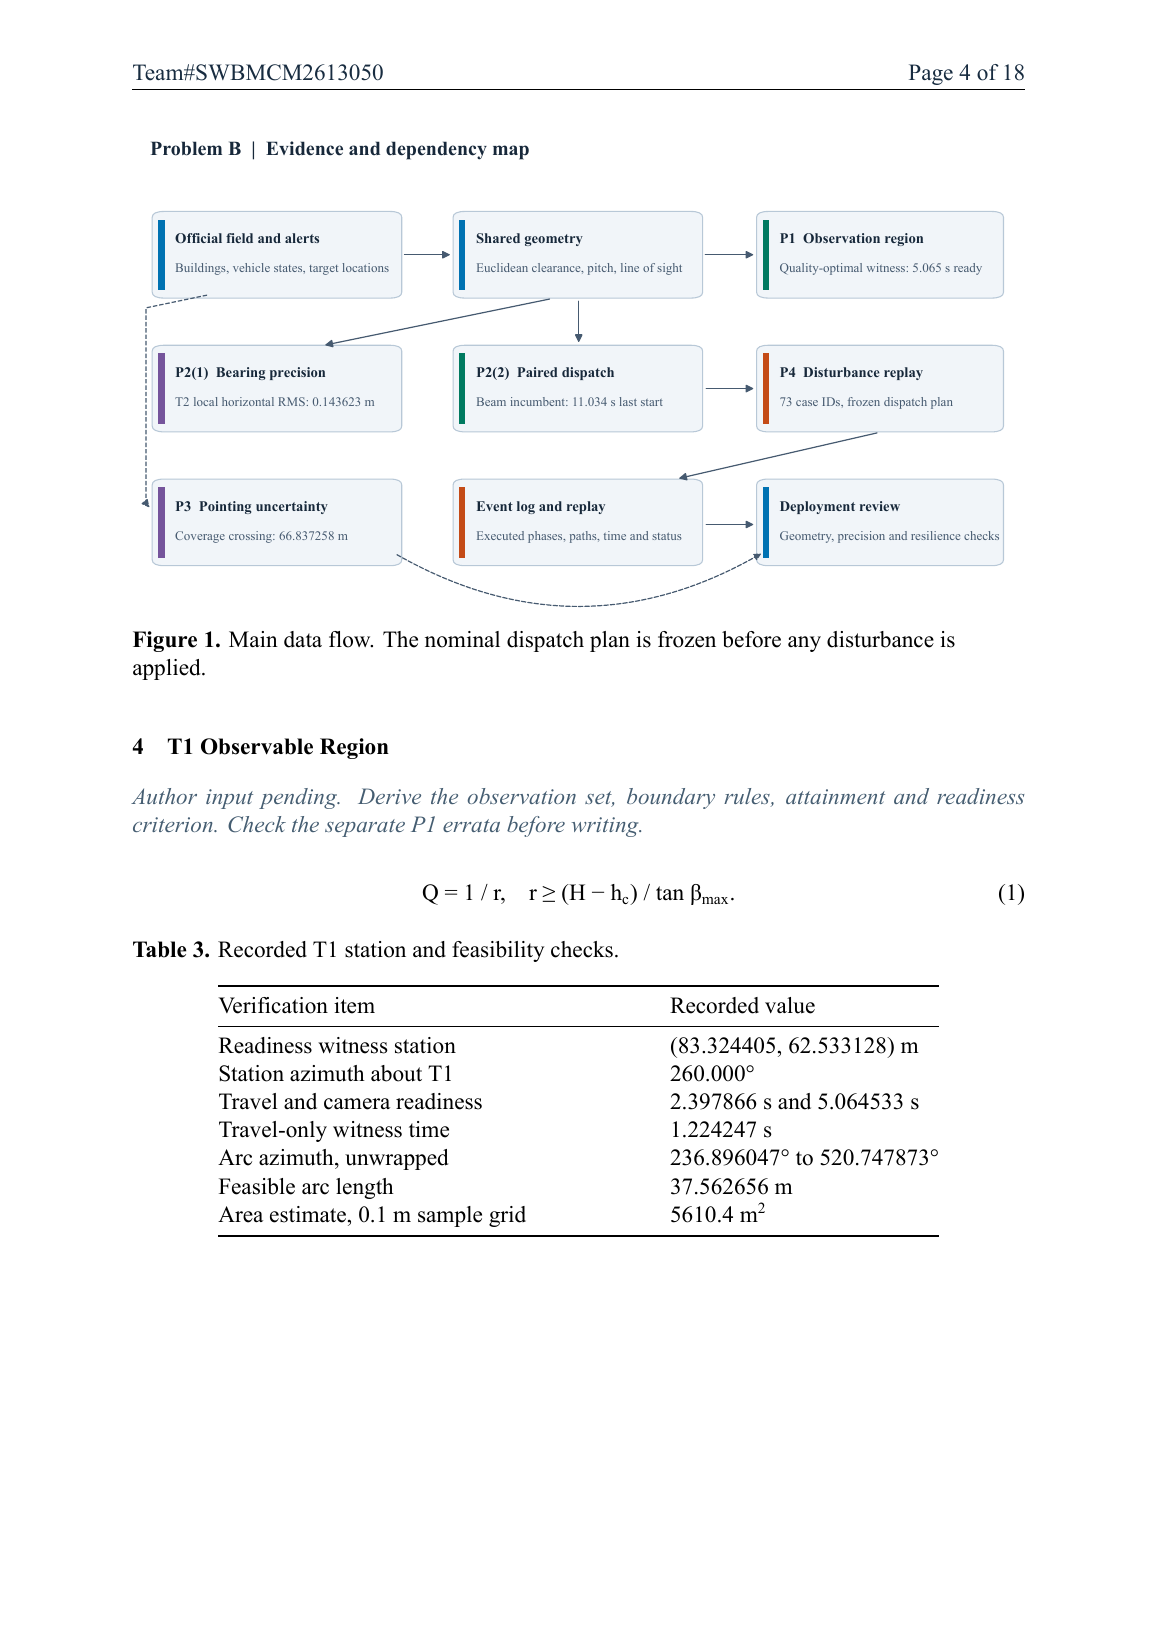 Team#SWBMCM2613050 Page 4 of 18
Problem B | Evidence and dependency map
Official field and alerts
Buildings, vehicle states, target locations
Shared geometry
Euclidean clearance, pitch, line of sight
P1 Observation region
Quality-optimal witness: 5.065 s ready
P2(1) Bearing precision
T2 local horizontal RMS: 0.143623 m
P2(2) Paired dispatch
Beam incumbent: 11.034 s last start
P4 Disturbance replay
73 case IDs, frozen dispatch plan
P3 Pointing uncertainty
Coverage crossing: 66.837258 m
Event log and replay
Executed phases, paths, time and status
Deployment review
Geometry, precision and resilience checks
Figure 1. Main data flow. The nominal dispatch plan is frozen before any disturbance is
applied.
4 T1 Observable Region
Author input pending. Derive the observation set, boundary rules, attainment and readiness
criterion. Check the separate P1 errata before writing.
Q = 1 / r, r ≥ (H − h_c) / tan β_max. (1)
Table 3. Recorded T1 station and feasibility checks.
Verification item Recorded value
Readiness witness station (83.324405, 62.533128) m
Station azimuth about T1 260.000°
Travel and camera readiness 2.397866 s and 5.064533 s
Travel-only witness time 1.224247 s
Arc azimuth, unwrapped 236.896047° to 520.747873°
Feasible arc length 37.562656 m
Area estimate, 0.1 m sample grid 5610.4 m²